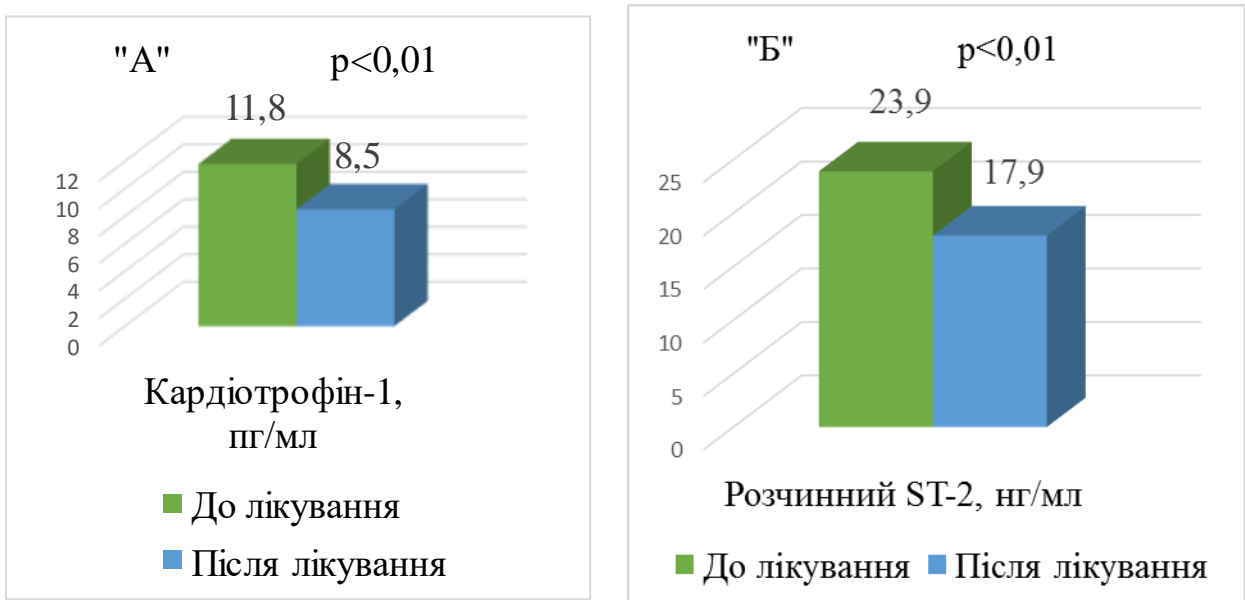 "А" p<0,01
11,8
8,5
12
10
8
6
4
2
0
Кардіотрофін-1,
пг/мл
До лікування
Після лікування
"Б" p<0,01
23,9
17,9
25
20
15
10
5
0
Розчинний ST-2, нг/мл
До лікування Після лікування